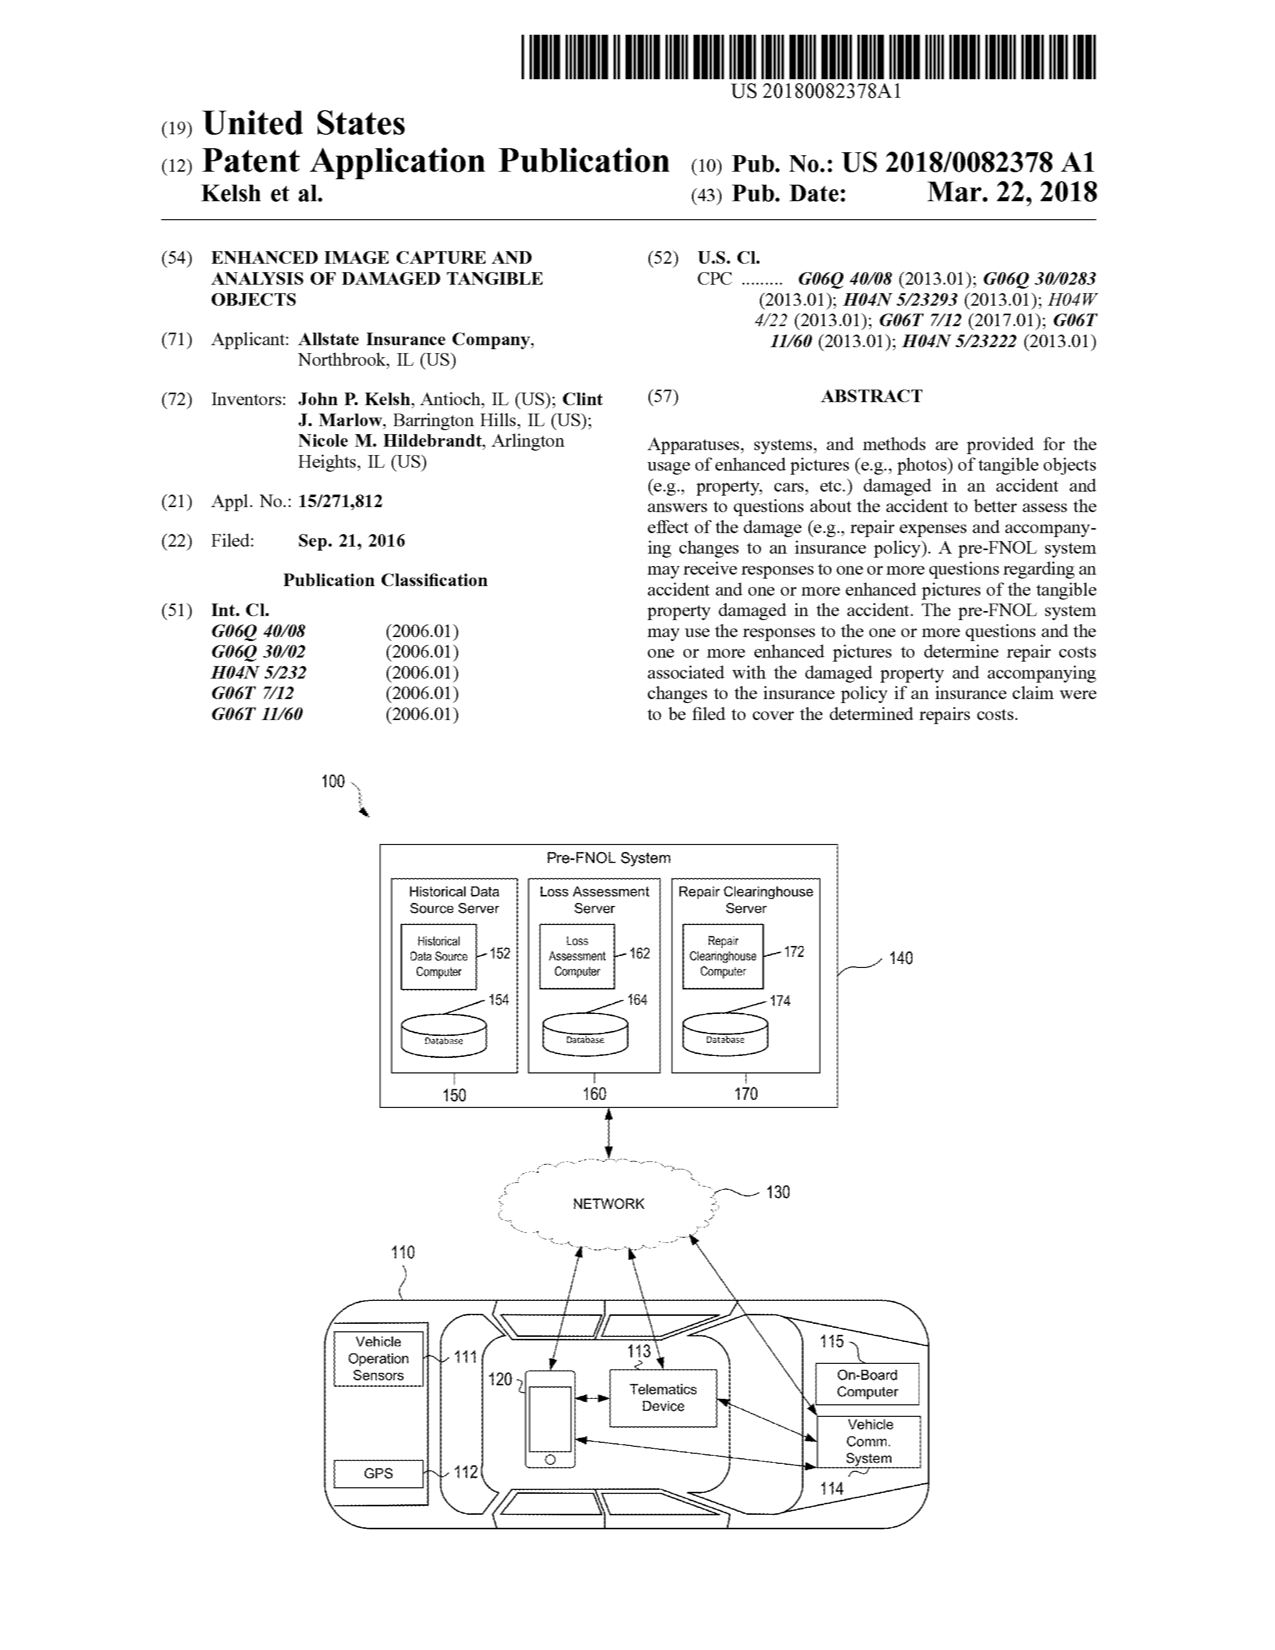 US 20180082378A1
(19) United States
(12) Patent Application Publication
Kelsh et al.
(10) Pub. No.: US 2018/0082378 A1
(43) Pub. Date: Mar. 22, 2018
(54) ENHANCED IMAGE CAPTURE AND
ANALYSIS OF DAMAGED TANGIBLE
OBJECTS
(71) Applicant: Allstate Insurance Company,
Northbrook, IL (US)
(72) Inventors: John P. Kelsh, Antioch, IL (US); Clint
J. Marlow, Barrington Hills, IL (US);
Nicole M. Hildebrandt, Arlington
Heights, IL (US)
(21) Appl. No.: 15/271,812
(22) Filed: Sep. 21, 2016
Publication Classification
(51) Int. Cl.
G06Q 40/08 (2006.01)
G06Q 30/02 (2006.01)
H04N 5/232 (2006.01)
G06T 7/12 (2006.01)
G06T 11/60 (2006.01)
(52) U.S. Cl.
CPC ......... G06Q 40/08 (2013.01); G06Q 30/0283
(2013.01); H04N 5/23293 (2013.01); H04W
4/22 (2013.01); G06T 7/12 (2017.01); G06T
11/60 (2013.01); H04N 5/23222 (2013.01)
(57) ABSTRACT
Apparatuses, systems, and methods are provided for the
usage of enhanced pictures (e.g., photos) of tangible objects
(e.g., property, cars, etc.) damaged in an accident and
answers to questions about the accident to better assess the
effect of the damage (e.g., repair expenses and accompany-
ing changes to an insurance policy). A pre-FNOL system
may receive responses to one or more questions regarding an
accident and one or more enhanced pictures of the tangible
property damaged in the accident. The pre-FNOL system
may use the responses to the one or more questions and the
one or more enhanced pictures to determine repair costs
associated with the damaged property and accompanying
changes to the insurance policy if an insurance claim were
to be filed to cover the determined repairs costs.
100
Pre-FNOL System
Historical Data
Source Server
Historical
Data Source
Computer
152
154
Database
150
Loss Assessment
Server
Loss
Assessment
Computer
162
164
Database
160
Repair Clearinghouse
Server
Repair
Clearinghouse
Computer
172
174
Database
170
140
NETWORK
130
110
Vehicle
Operation
Sensors
111
GPS
112
120
113
Telematics
Device
115
On-Board
Computer
Vehicle
Comm.
System
114